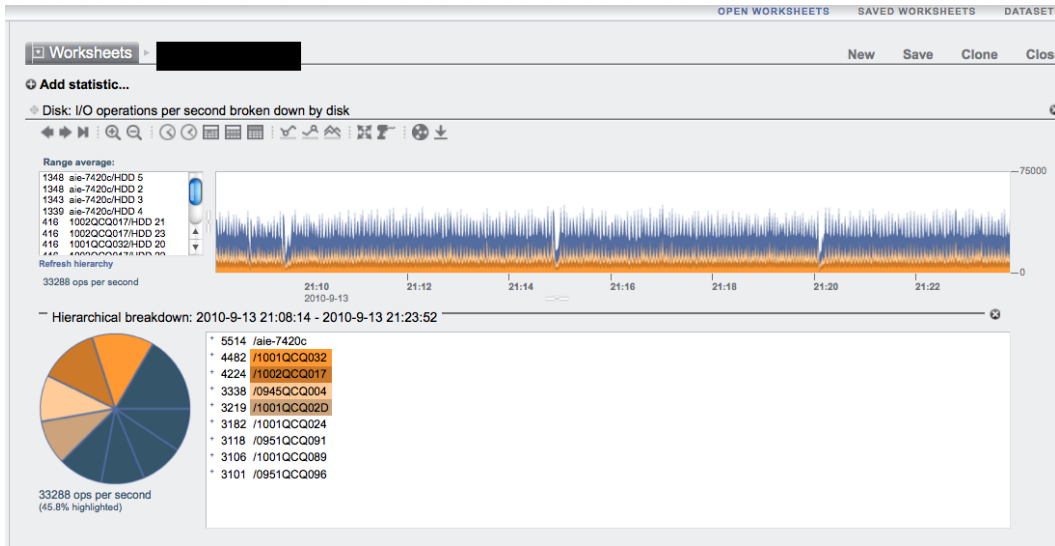 OPEN WORKSHEETS SAVED WORKSHEETS DATASET
Worksheets
New Save Clone Clos
Add statistic...
Disk: I/O operations per second broken down by disk
Range average:
1348 aie-7420c/HDD 5
1348 aie-7420c/HDD 2
1343 aie-7420c/HDD 3
1339 aie-7420c/HDD 4
416 1002QCQ017/HDD 21
416 1002QCQ017/HDD 23
416 1001QCQ032/HDD 20
Refresh hierarchy
33288 ops per second
75000
0
21:10 21:12 21:14 21:16 21:18 21:20 21:22
2010-9-13
Hierarchical breakdown: 2010-9-13 21:08:14 - 2010-9-13 21:23:52
5514 /aie-7420c
4482 /1001QCQ032
4224 /1002QCQ017
3338 /0945QCQ004
3219 /1001QCQ02D
3182 /1001QCQ024
3118 /0951QCQ091
3106 /1001QCQ089
3101 /0951QCQ096
33288 ops per second
(45.8% highlighted)